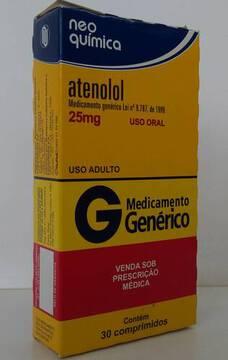 neo
química
atenolol
Medicamento genérico Lei nº 9.787, de 1999
25mg
USO ORAL
USO ADULTO
G Medicamento
Genérico
VENDA SOB
PRESCRIÇÃO
MÉDICA
Contém
30 comprimidos